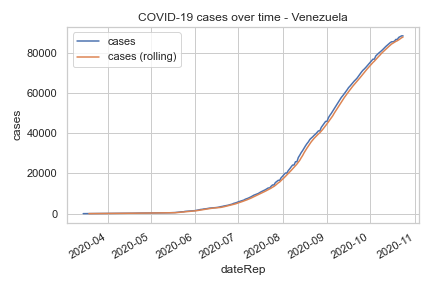 COVID-19 cases over time - Venezuela
cases
cases (rolling)
cases
80000
60000
40000
20000
0
2020-04
2020-05
2020-06
2020-07
2020-08
2020-09
2020-10
2020-11
dateRep